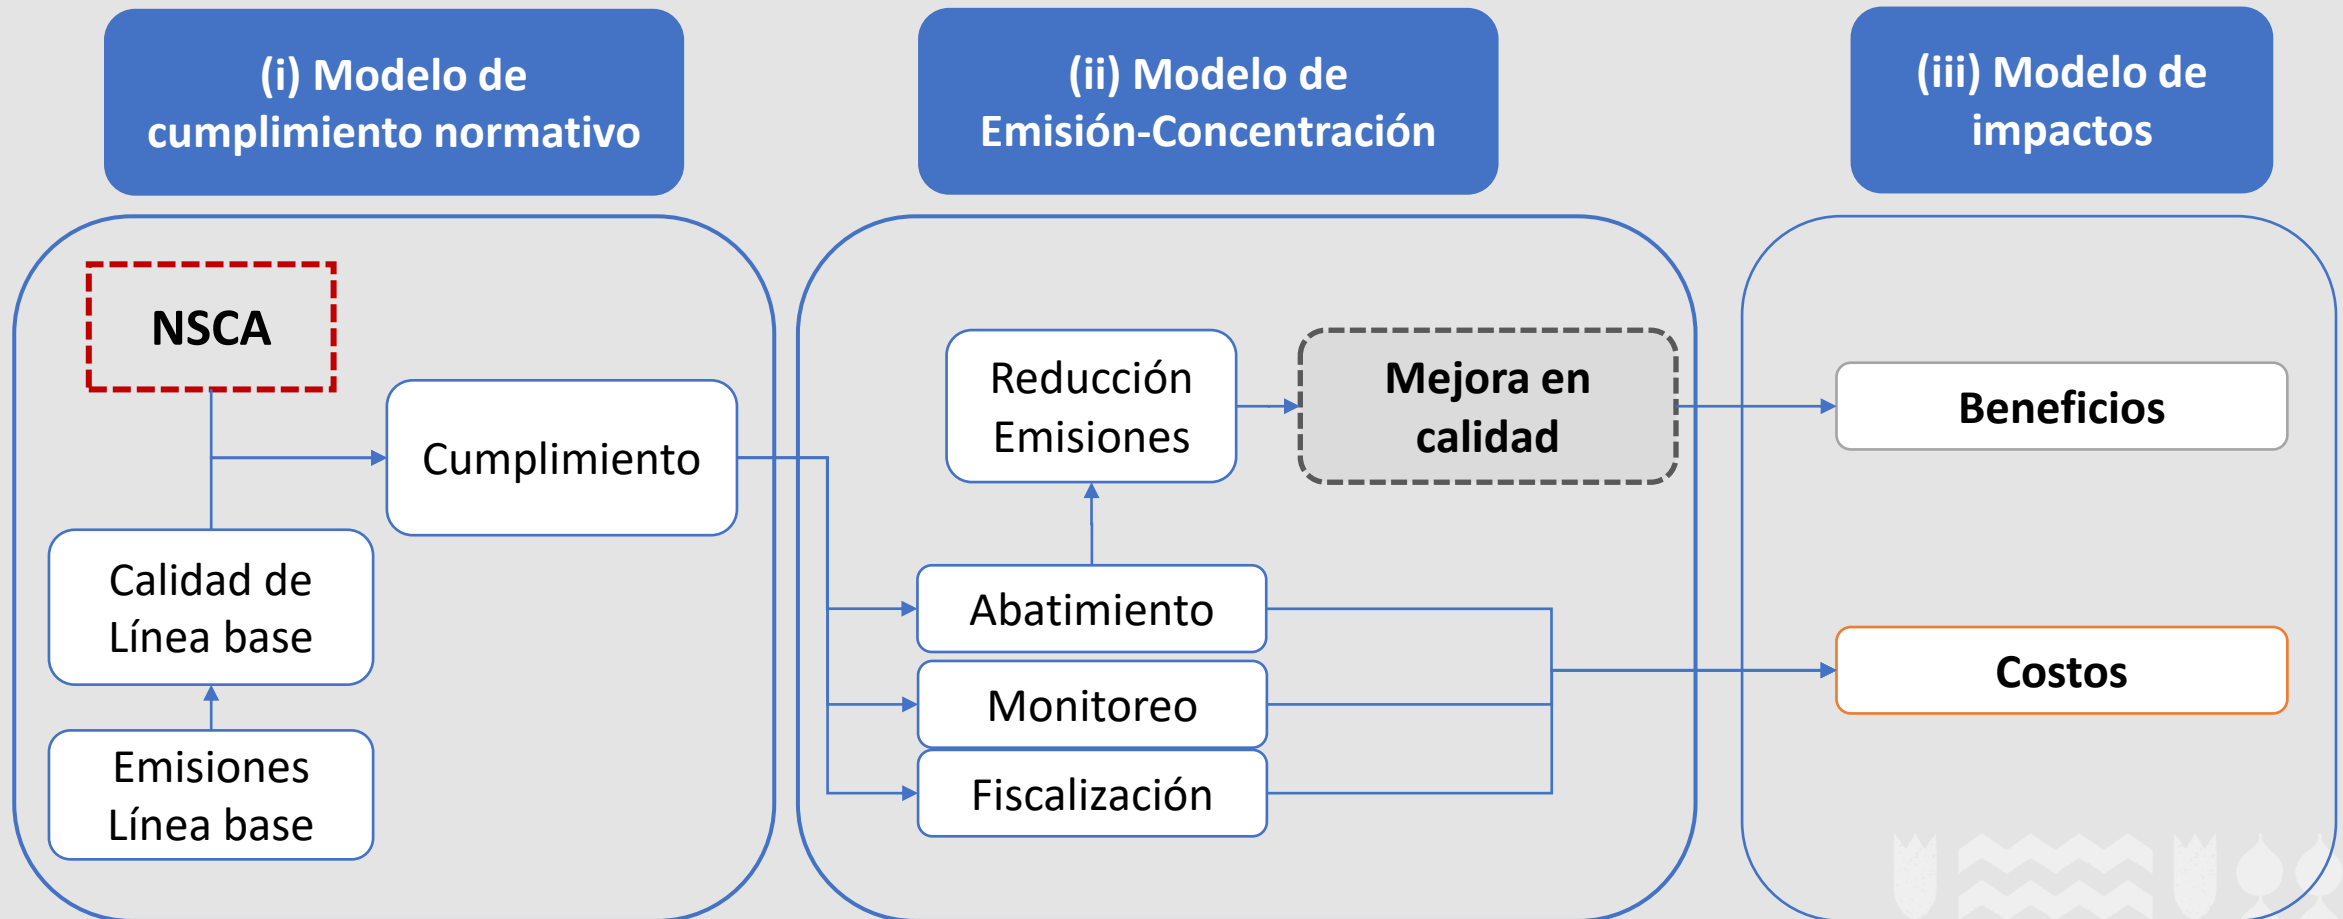 (i) Modelo de
cumplimiento normativo
(ii) Modelo de
Emisión-Concentración
(iii) Modelo de
impactos
NSCA
Cumplimiento
Calidad de
Línea base
Emisiones
Línea base
Reducción
Emisiones
Mejora en
calidad
Abatimiento
Monitoreo
Fiscalización
Beneficios
Costos